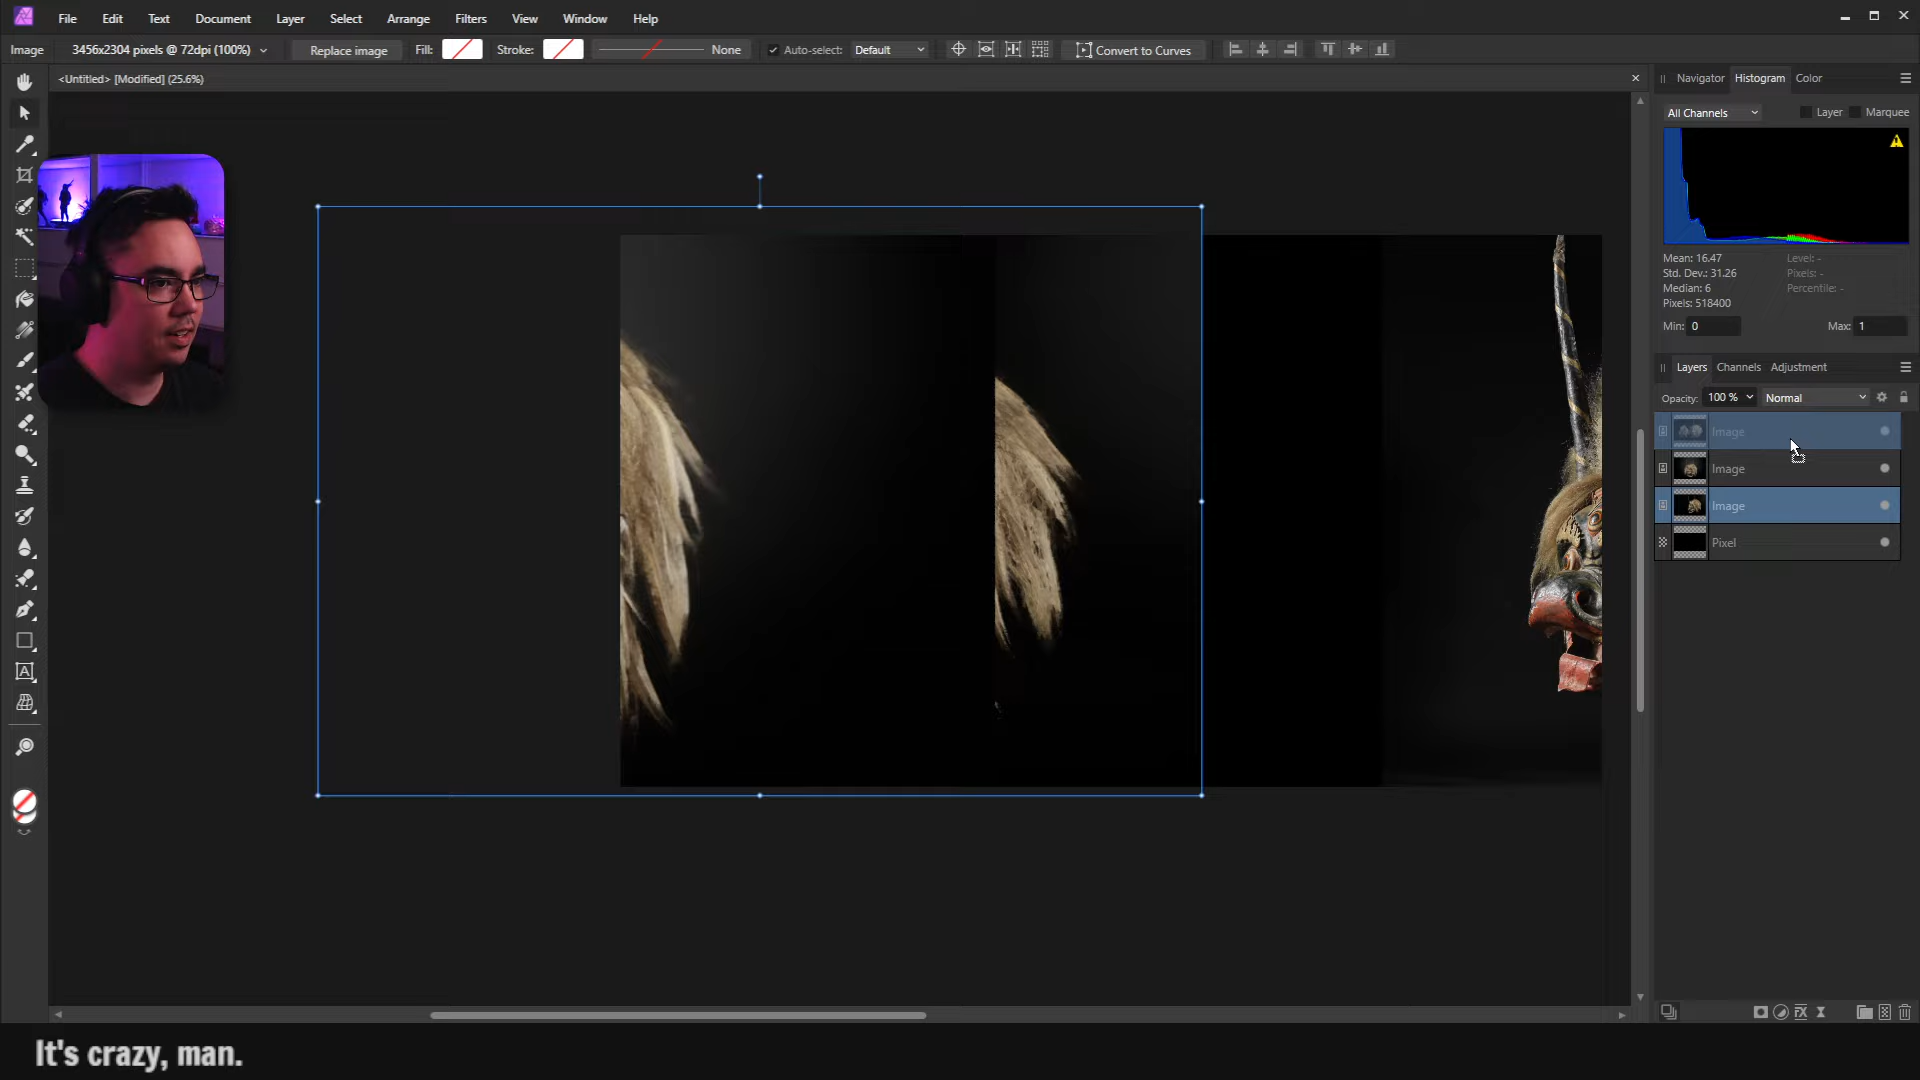 File Edit Text Document Layer Select Arrange Filters View Window Help
Image 3456x2304 pixels @ 72dpi (100%) Replace image Fill: Stroke: None Auto-select: Default Convert to Curves
<Untitled> [Modified] (25.6%)
Navigator Histogram Color
All Channels Layer Marquee
Mean: 16.47 Level: -
Std. Dev.: 31.26 Pixels: -
Median: 6 Percentile: -
Pixels: 518400
Min: 0 Max: 1
Layers Channels Adjustment
Opacity: 100 % Normal
Image
Image
Image
Pixel
It's crazy, man.